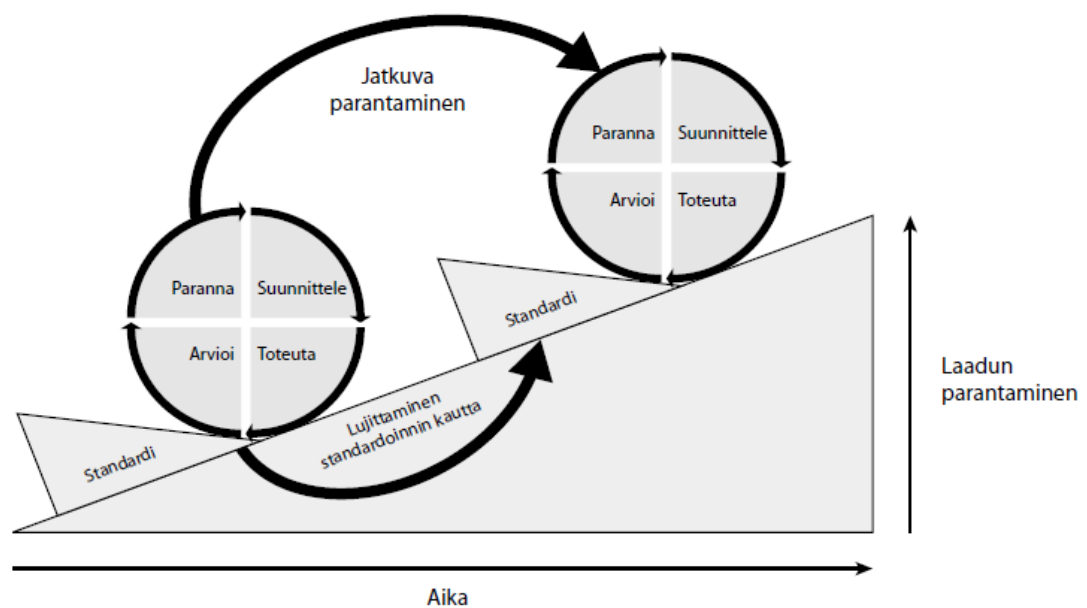 Jatkuva
parantaminen
Paranna Suunnittele
Arvioi Toteuta
Standardi
Paranna Suunnittele
Arvioi Toteuta
Standardi
Lujittaminen
standardoinnin kautta
Laadun
parantaminen
Aika